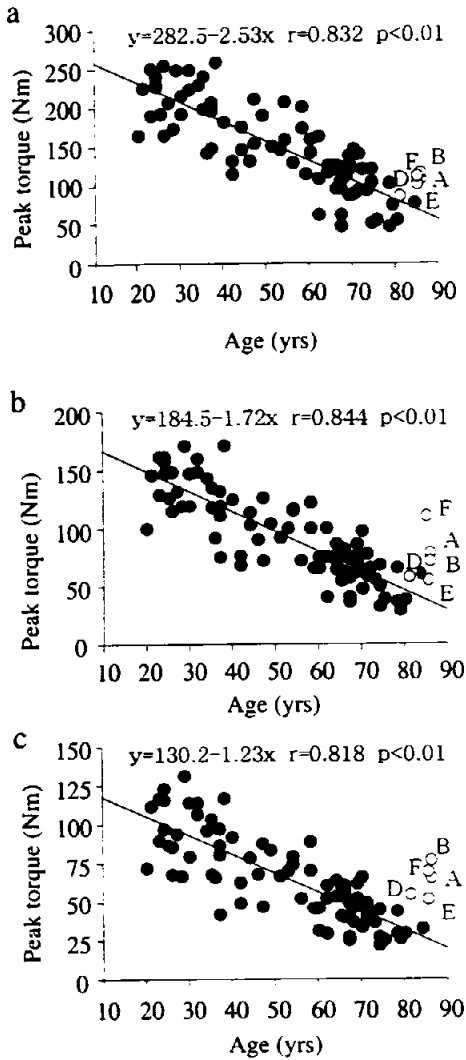 a
y=282.5-2.53x r=0.832 p<0.01
Peak torque (Nm)
300
250
200
150
100
50
0
F B
D A
E
10 20 30 40 50 60 70 80 90
Age (yrs)
b
y=184.5-1.72x r=0.844 p<0.01
Peak torque (Nm)
200
150
100
50
0
F
A
D B
E
10 20 30 40 50 60 70 80 90
Age (yrs)
c
y=130.2-1.23x r=0.818 p<0.01
Peak torque (Nm)
150
125
100
75
50
25
0
B
F
A
D
E
10 20 30 40 50 60 70 80 90
Age (yrs)